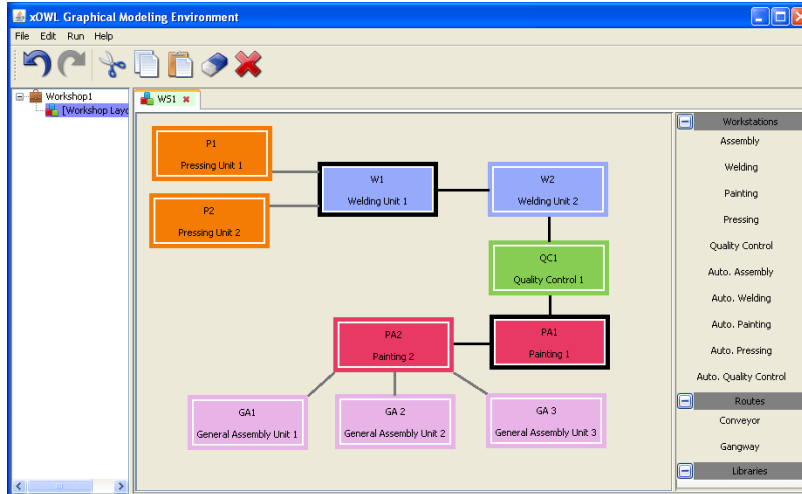 xOWL Graphical Modeling Environment
File Edit Run Help
Workshop1
[Workshop Layo
WS1
P1
Pressing Unit 1
P2
Pressing Unit 2
W1
Welding Unit 1
W2
Welding Unit 2
QC1
Quality Control 1
PA2
Painting 2
PA1
Painting 1
GA1
General Assembly Unit 1
GA 2
General Assembly Unit 2
GA 3
General Assembly Unit 3
Workstations
Assembly
Welding
Painting
Pressing
Quality Control
Auto. Assembly
Auto. Welding
Auto. Painting
Auto. Pressing
Auto. Quality Control
Routes
Conveyor
Gangway
Libraries